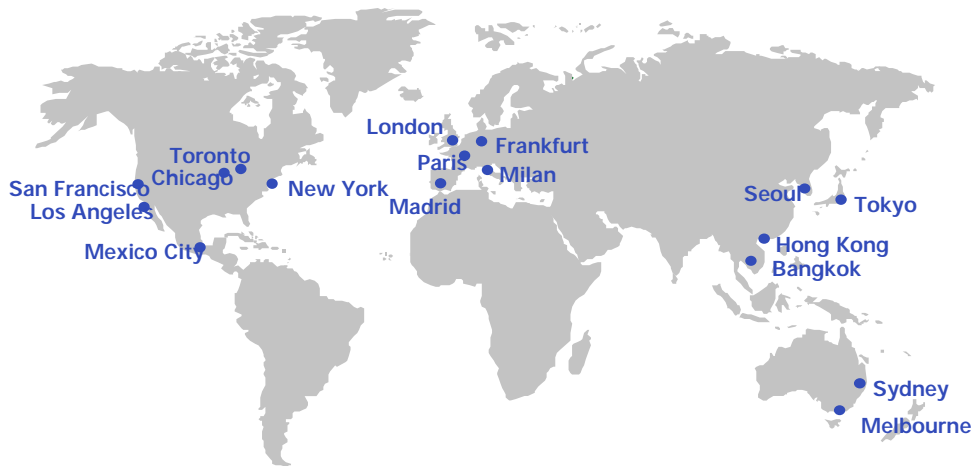 London
Frankfurt
Toronto
Paris
Chicago
Milan
San Francisco
New York
Seoul
Los Angeles
Madrid
Tokyo
Mexico City
Hong Kong
Bangkok
Sydney
Melbourne